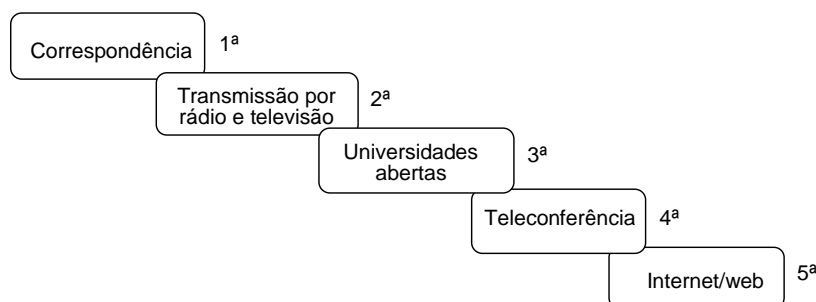 Correspondência 1ª
Transmissão por
rádio e televisão 2ª
Universidades
abertas 3ª
Teleconferência 4ª
Internet/web 5ª